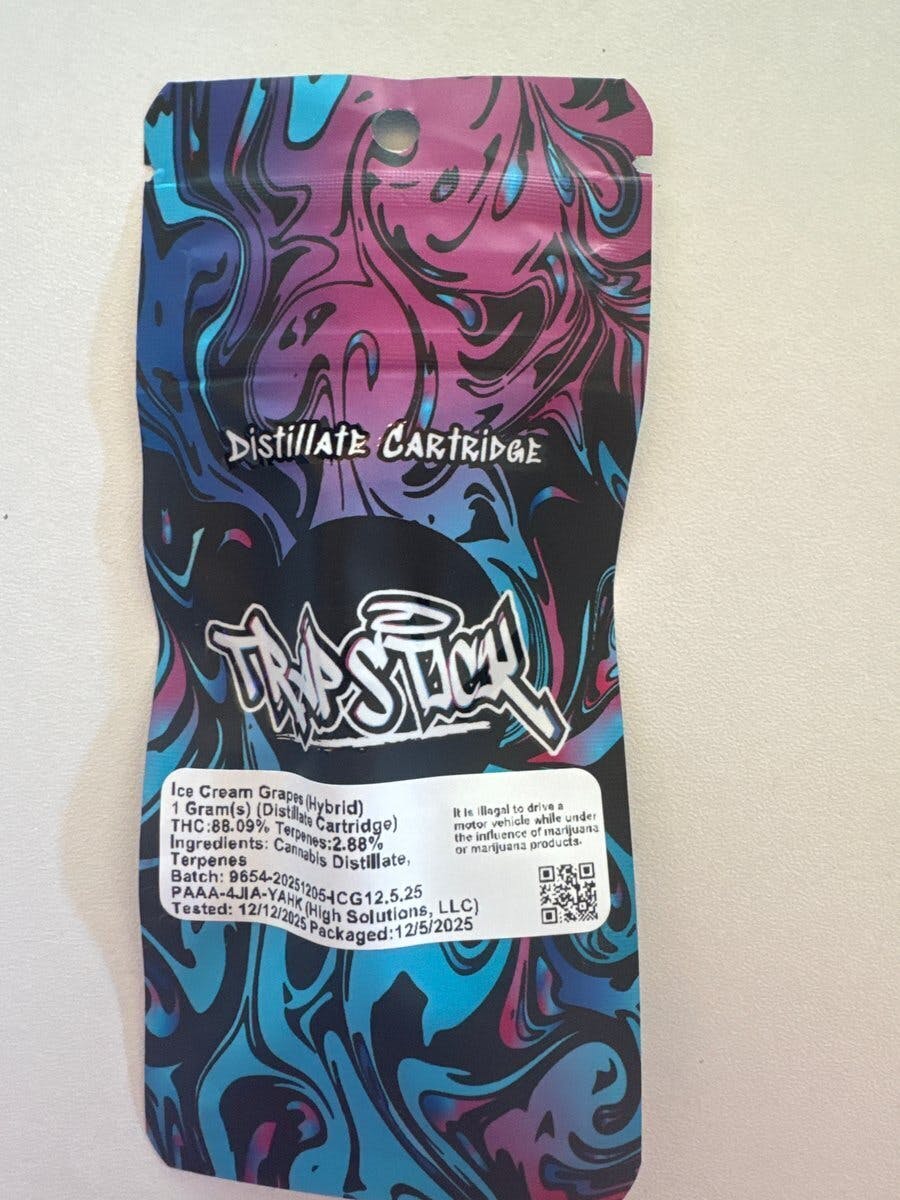 Distillate Cartridge
TRAP STICK
Ice Cream Grapes (Hybrid)
1 Gram(s) (Distillate Cartridge)
THC:88.09% Terpenes:2.88%
Ingredients: Cannabis Distillate,
Terpenes
Batch: 9654-20251205-ICG12.5.25
PAAA-4JIA-YAHK (High Solutions, LLC)
Tested: 12/12/2025 Packaged:12/5/2025
It is illegal to drive a
motor vehicle while under
the influence of marijuana
or marijuana products.